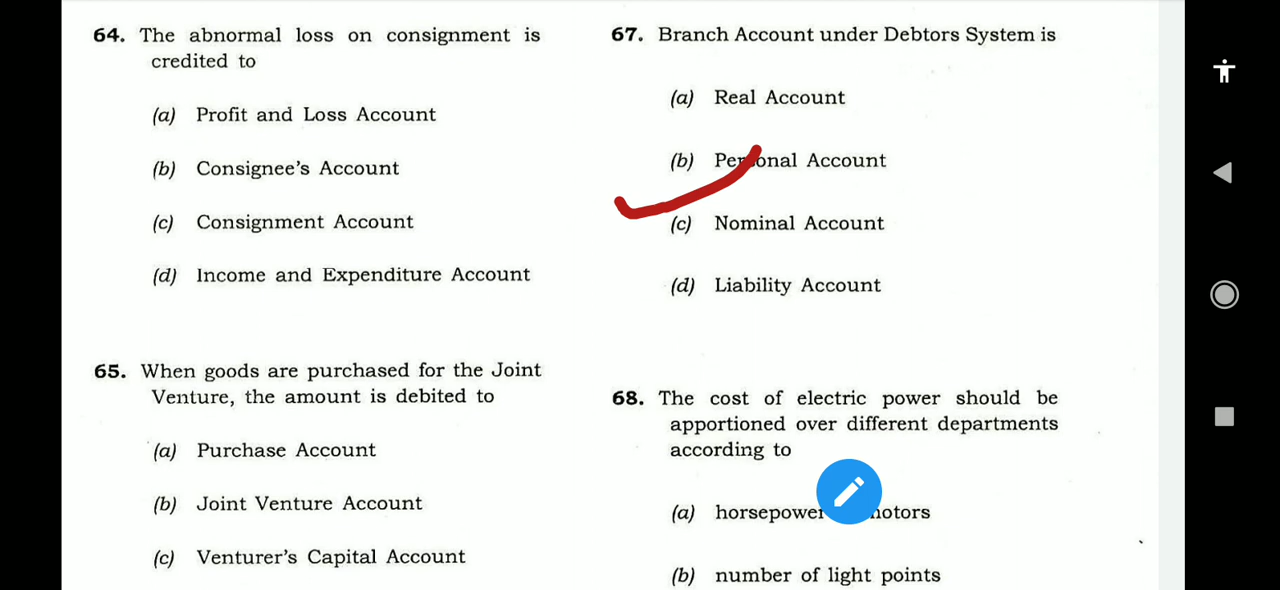 64. The abnormal loss on consignment is
credited to
(a) Profit and Loss Account
(b) Consignee's Account
(c) Consignment Account
(d) Income and Expenditure Account
65. When goods are purchased for the Joint
Venture, the amount is debited to
(a) Purchase Account
(b) Joint Venture Account
(c) Venturer's Capital Account
67. Branch Account under Debtors System is
(a) Real Account
(b) Personal Account
(c) Nominal Account
(d) Liability Account
68. The cost of electric power should be
apportioned over different departments
according to
(a) horsepower motors
(b) number of light points